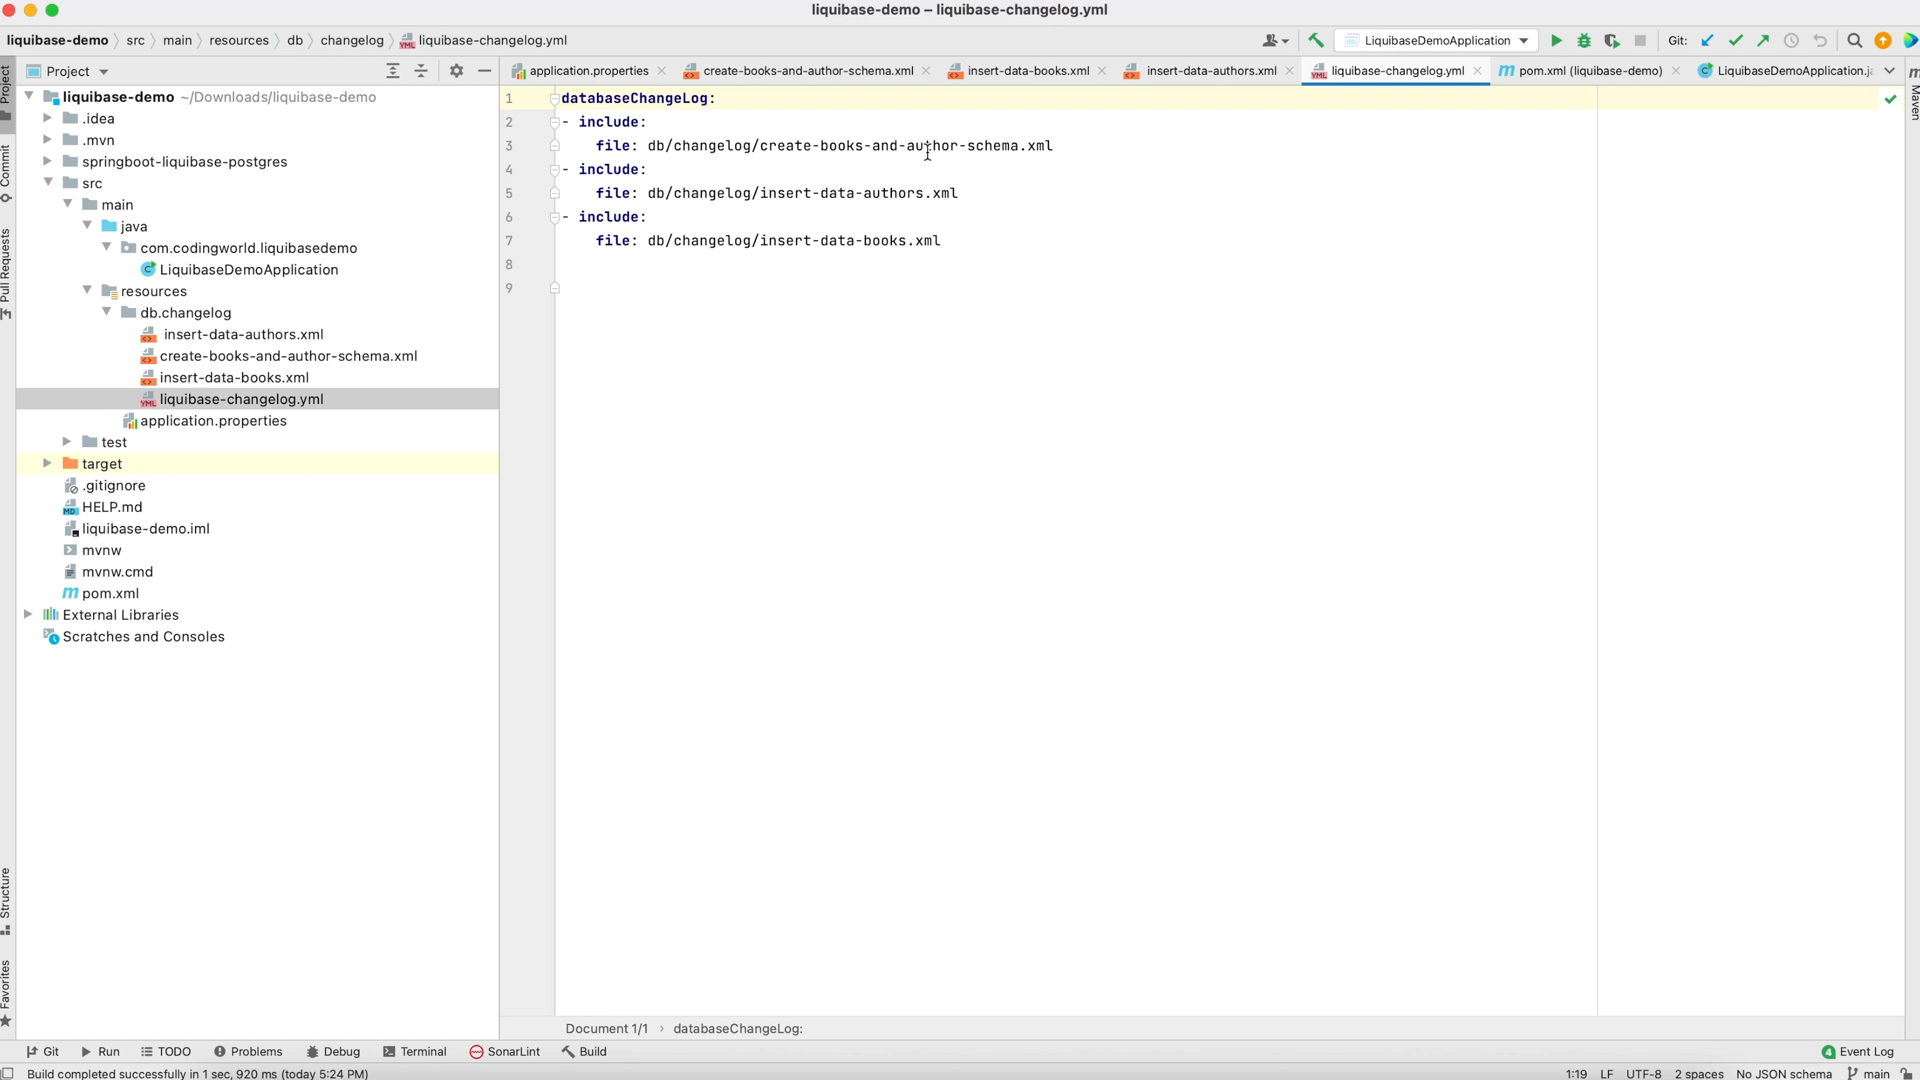 liquibase-demo – liquibase-changelog.yml
liquibase-demo
src
main
resources
db
changelog
liquibase-changelog.yml
LiquibaseDemoApplication
Git:
Project
application.properties
create-books-and-author-schema.xml
insert-data-books.xml
insert-data-authors.xml
liquibase-changelog.yml
pom.xml (liquibase-demo)
LiquibaseDemoApplication.j
Project
Commit
Pull Requests
Structure
Favorites
Maven
liquibase-demo ~/Downloads/liquibase-demo
.idea
.mvn
springboot-liquibase-postgres
src
main
java
com.codingworld.liquibasedemo
LiquibaseDemoApplication
resources
db.changelog
insert-data-authors.xml
create-books-and-author-schema.xml
insert-data-books.xml
liquibase-changelog.yml
application.properties
test
target
.gitignore
HELP.md
liquibase-demo.iml
mvnw
mvnw.cmd
pom.xml
External Libraries
Scratches and Consoles
1 databaseChangeLog:
2 - include:
3 file: db/changelog/create-books-and-author-schema.xml
4 - include:
5 file: db/changelog/insert-data-authors.xml
6 - include:
7 file: db/changelog/insert-data-books.xml
8
9
Document 1/1 › databaseChangeLog:
Git
Run
TODO
Problems
Debug
Terminal
SonarLint
Build
4 Event Log
Build completed successfully in 1 sec, 920 ms (today 5:24 PM)
1:19 LF UTF-8 2 spaces No JSON schema main